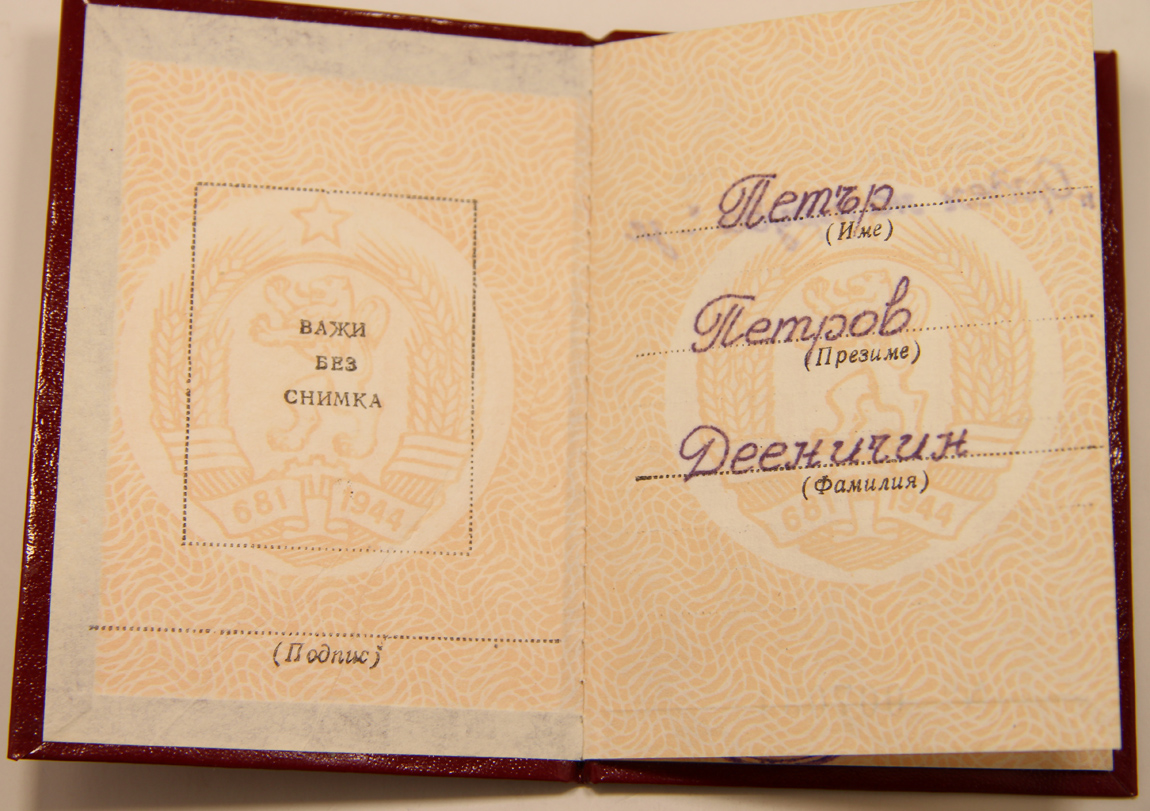 ВАЖИ
БЕЗ
СНИМКА
681 1944
(Подпис)
Петър
(Име)
Петров
(Презиме)
Дееничин
(Фамилия)
681 1944